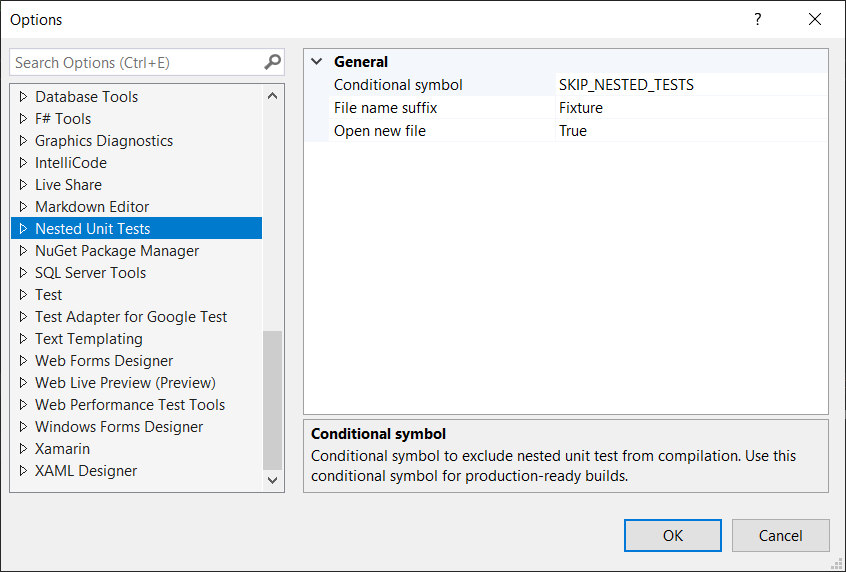 Options
?
Search Options (Ctrl+E)
Database Tools
F# Tools
Graphics Diagnostics
IntelliCode
Live Share
Markdown Editor
Nested Unit Tests
NuGet Package Manager
SQL Server Tools
Test
Test Adapter for Google Test
Text Templating
Web Forms Designer
Web Live Preview (Preview)
Web Performance Test Tools
Windows Forms Designer
Xamarin
XAML Designer
General
Conditional symbol SKIP_NESTED_TESTS
File name suffix Fixture
Open new file True
Conditional symbol
Conditional symbol to exclude nested unit test from compilation. Use this
conditional symbol for production-ready builds.
OK Cancel